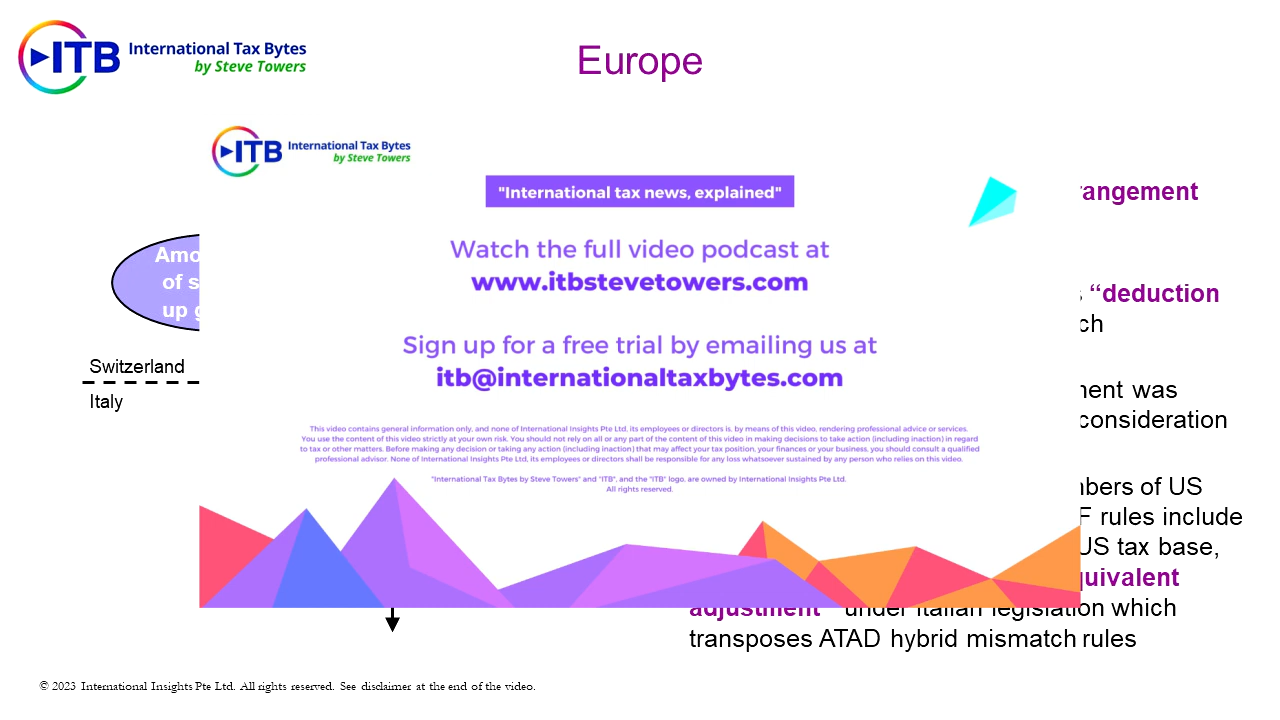 ITB International Tax Bytes
by Steve Towers
Europe
ITB International Tax Bytes
by Steve Towers
"International tax news, explained"
rangement
Watch the full video podcast at
www.itbstevetowers.com
of s
up g
“deduction
ch
Sign up for a free trial by emailing us at
itb@internationaltaxbytes.com
Switzerland
Italy
was
consideration
This video contains general information only, and none of International Insights Pte Ltd, its employees or directors is, by means of this video, rendering professional advice or services.
You use the content of this video strictly at your own risk. You should not rely on all or any part of the content of this video in making decisions to take action (including inaction) in regard
to tax or other matters. Before making any decision or taking any action (including inaction) that may affect your tax position, your finances or your business, you should consult a qualified
professional advisor. None of International Insights Pte Ltd, its employees or directors shall be responsible for any loss whatsoever sustained by any person who relies on this video.
"International Tax Bytes by Steve Towers" and "ITB", and the "ITB" logo, are owned by International Insights Pte Ltd.
All rights reserved.
bers of US
F rules include
US tax base,
quivalent
adjustment” under Italian legislation which
transposes ATAD hybrid mismatch rules
© 2023 International Insights Pte Ltd. All rights reserved. See disclaimer at the end of the video.